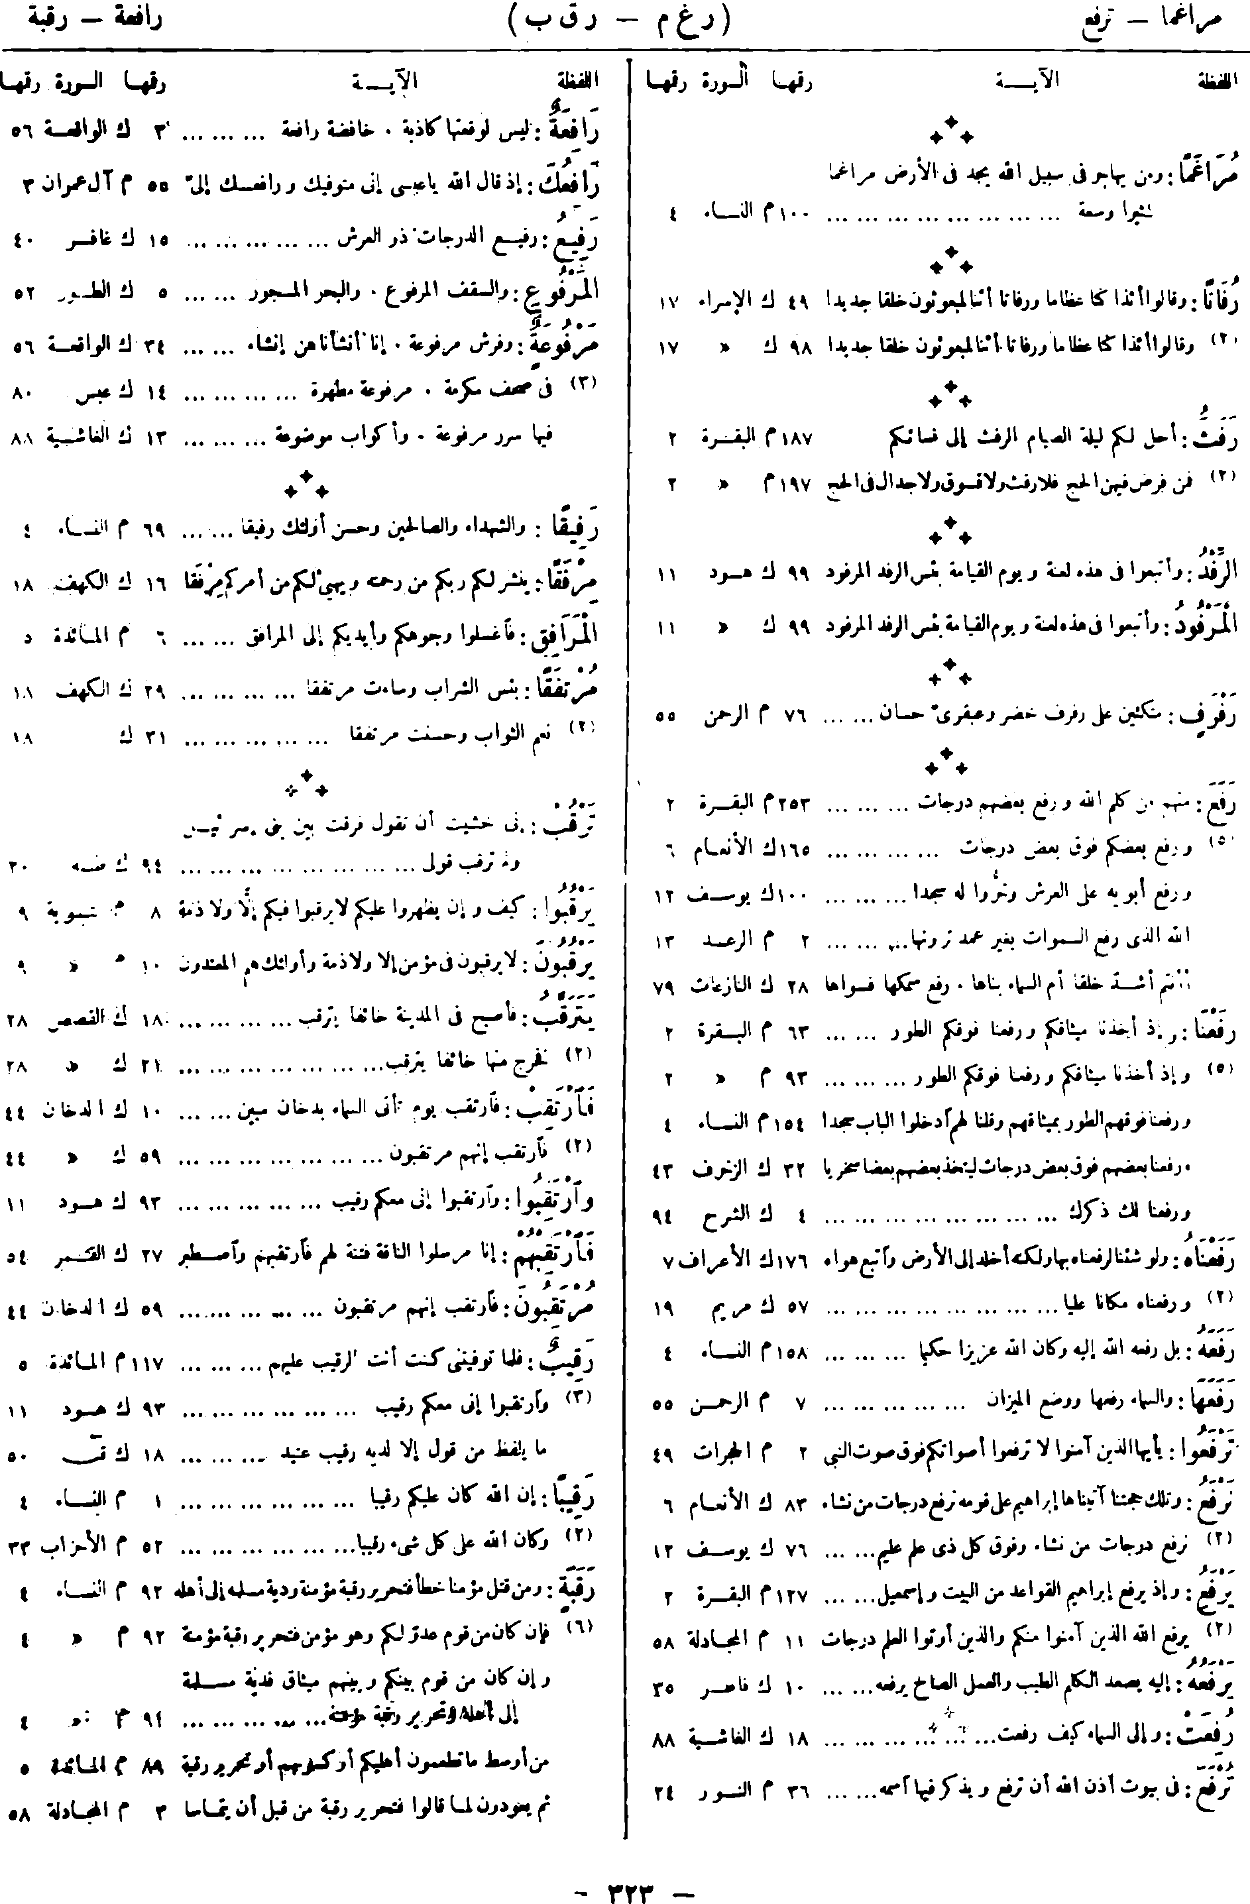 مراغما — ترفع
(رغ م — رق ب)
رافعة — رقبة
اللفظة الآيــة رقمها السورة رقمها
مُرَاغَمًا : ومن يهاجر فى سبيل الله يجد فى الأرض مراغما
كثيرا وسعة ... ... ... ... ... ... ... ... ١٠٠ م النساء ٤
رُفَاتًا : وقالوا أئذا كنا عظاما ورفاتا أئنا لمبعوثون خلقا جديدا ٤٩ ك الإسراء ١٧
(٢) وقالوا أئذا كنا عظاما ورفاتا أئنا لمبعوثون خلقا جديدا ٩٨ ك » ١٧
رَفَثُ : أحل لكم ليلة الصيام الرفث إلى نسائكم ١٨٧ م البقرة ٢
(٢) فمن فرض فيهن الحج فلا رفث ولا فسوق ولا جدال فى الحج ١٩٧ م » ٢
الرِّفْدُ : وأتبعوا فى هذه لعنة ويوم القيامة بئس الرفد المرفود ٩٩ ك هود ١١
الْمَرْفُودُ : وأتبعوا فى هذه لعنة ويوم القيامة بئس الرفد المرفود ٩٩ ك » ١١
رَفْرَفٍ : متكئين على رفرف خضر وعبقرىّ حسان ... ... ٧٦ م الرحمن ٥٥
رَفَعَ : منهم من كلم الله ورفع بعضهم درجات ... ... ... ٢٥٣ م البقرة ٢
(٥) ورفع بعضكم فوق بعض درجات ... ... ... ... ١٦٥ ك الأنعام ٦
ورفع أبويه على العرش وخرُّوا له سجدا ... ... ... ١٠٠ ك يوسف ١٢
الله الذى رفع السموات بغير عمد ترونها ... ... ... ٢ م الرعد ١٣
أأنتم أشد خلقا أم السماء بناها . رفع سمكها فسواها ٢٨ ك النازعات ٧٩
رَفَعْنَا : وإذ أخذنا ميثاقكم ورفعنا فوقكم الطور ... ... ٦٣ م البقرة ٢
(٥) وإذ أخذنا ميثاقكم ورفعنا فوقكم الطور ... ... ... ٩٣ م » ٢
ورفعنا فوقهم الطور بميثاقهم وقلنا لهم ٱدخلوا الباب سجدا ١٥٤ م النساء ٤
ورفعنا بعضهم فوق بعض درجات ليتخذ بعضهم بعضا سخريا ٣٢ ك الزخرف ٤٣
ورفعنا لك ذكرك ... ... ... ... ... ... ... ... ٤ ك الشرح ٩٤
رَفَعْنَاهُ : ولو شئنا لرفعناه بها ولكنه أخلد إلى الأرض وٱتبع هواه ١٧٦ ك الأعراف ٧
(٢) ورفعناه مكانا عليا ... ... ... ... ... ... ... ... ٥٧ ك مريم ١٩
رَفَعَهُ : بل رفعه الله إليه وكان الله عزيزا حكيما ... ... ... ١٥٨ م النساء ٤
رَفَعَهَا : والسماء رفعها ووضع الميزان ... ... ... ... ... ٧ م الرحمن ٥٥
تَرْفَعُوا : يأيها الذين آمنوا لا ترفعوا أصواتكم فوق صوت النبى ٢ م الحجرات ٤٩
نَرْفَعُ : وتلك حجتنا آتيناها إبراهيم على قومه نرفع درجات من نشاء ٨٣ ك الأنعام ٦
(٢) نرفع درجات من نشاء وفوق كل ذى علم عليم ... ... ٧٦ ك يوسف ١٢
يَرْفَعُ : وإذ يرفع إبراهيم القواعد من البيت وإسمعيل ... ... ١٢٧ م البقرة ٢
(٢) يرفع الله الذين آمنوا منكم والذين أوتوا العلم درجات ١١ م المجادلة ٥٨
يَرْفَعُهُ : إليه يصعد الكلم الطيب والعمل الصالح يرفعه ... ... ١٠ ك فاطر ٣٥
رُفِعَتْ : وإلى السماء كيف رفعت ... ... ... ... ... ... ١٨ ك الغاشية ٨٨
تُرْفَعَ : فى بيوت أذن الله أن ترفع ويذكر فيها ٱسمه ... ... ٣٦ م النور ٢٤
اللفظة الآيــة رقمها السورة رقمها
رَافِعَةٌ : ليس لوقعتها كاذبة . خافضة رافعة ... ... ... ٣ ك الواقعة ٥٦
رَافِعُكَ : إذ قال الله ياعيسى إنى متوفيك ورافعك إلىّ ٥٥ م آل عمران ٣
رَفِيعُ : رفيع الدرجات ذو العرش ... ... ... ... ... ١٥ ك غافر ٤٠
الْمَرْفُوعِ : والسقف المرفوع . والبحر المسجور ... ... ٥ ك الطور ٥٢
مَرْفُوعَةٌ : وفرش مرفوعة . إنا أنشأناهن إنشاء ... ... ٣٤ ك الواقعة ٥٦
(٣) فى صحف مكرمة . مرفوعة مطهرة ... ... ... ... ١٤ ك عبس ٨٠
فيها سرر مرفوعة . وأكواب موضوعة ... ... ... ١٣ ك الغاشية ٨٨
رَفِيقًا : والشهداء والصالحين وحسن أولئك رفيقا ... ... ٦٩ م النساء ٤
مِرْفَقًا : ينشر لكم ربكم من رحمته ويهيئ لكم من أمركم مِرْفَقا ١٦ ك الكهف ١٨
الْمَرَافِقِ : فٱغسلوا وجوهكم وأيديكم إلى المرافق ... ... ٦ م المائدة ٥
مُرْتَفَقًا : بئس الشراب وساءت مرتفقا ... ... ... ... ٢٩ ك الكهف ١٨
(٢) نعم الثواب وحسنت مرتفقا ... ... ... ... ... ٣١ ك ١٨
تَرْقُبْ : إنى خشيت أن تقول فرقت بين بنى إسرائيل
ولم ترقب قولى ... ... ... ... ... ... ... ... ٩٤ ك طه ٢٠
يَرْقُبُوا : كيف وإن يظهروا عليكم لا يرقبوا فيكم إلًّا ولا ذمة ٨ م التوبة ٩
يَرْقُبُونَ : لا يرقبون فى مؤمن إلا ولا ذمة وأولئك هم المعتدون ١٠ م » ٩
يَتَرَقَّبُ : فأصبح فى المدينة خائفا يترقب ... ... ... ... ١٨ ك القصص ٢٨
(٢) فخرج منها خائفا يترقب ... ... ... ... ... ... ... ٢١ ك » ٢٨
فَٱرْتَقِبْ : فٱرتقب يوم تأتى السماء بدخان مبين ... ... ١٠ ك الدخان ٤٤
(٢) فٱرتقب إنهم مرتقبون ... ... ... ... ... ... ... ٥٩ ك » ٤٤
وَٱرْتَقِبُوا : وٱرتقبوا إنى معكم رقيب ... ... ... ... ... ٩٣ ك هود ١١
فَٱرْتَقِبْهُمْ : إنا مرسلوا الناقة فتنة لهم فٱرتقبهم وٱصطبر ٢٧ ك القمر ٥٤
مُرْتَقِبُونَ : فٱرتقب إنهم مرتقبون ... ... ... ... ... ٥٩ ك الدخان ٤٤
رَقِيبٌ : فلما توفيتنى كنت أنت الرقيب عليهم ... ... ... ١١٧ م المائدة ٥
(٣) وٱرتقبوا إنى معكم رقيب ... ... ... ... ... ... ٩٣ ك هود ١١
ما يلفظ من قول إلا لديه رقيب عتيد ... ... ... ١٨ ك قٓ ٥٠
رَقِيبًا : إن الله كان عليكم رقيبا ... ... ... ... ... ... ١ م النساء ٤
(٢) وكان الله على كل شىء رقيبا ... ... ... ... ... ... ٥٢ م الأحزاب ٣٣
رَقَبَةٍ : ومن قتل مؤمنا خطأ فتحرير رقبة مؤمنة ودية مسلمة إلى أهله ٩٢ م النساء ٤
(٦) فإن كان من قوم عدوّ لكم وهو مؤمن فتحرير رقبة مؤمنة ٩٢ م » ٤
وإن كان من قوم بينكم وبينهم ميثاق فدية مسلمة
إلى أهله وتحرير رقبة مؤمنة ... ... ... ... ٩٢ م » ٤
من أوسط ما تطعمون أهليكم أو كسوتهم أو تحرير رقبة ٨٩ م المائدة ٥
ثم يعودون لما قالوا فتحرير رقبة من قبل أن يتماسا ٣ م المجادلة ٥٨
— ٣٢٣ —